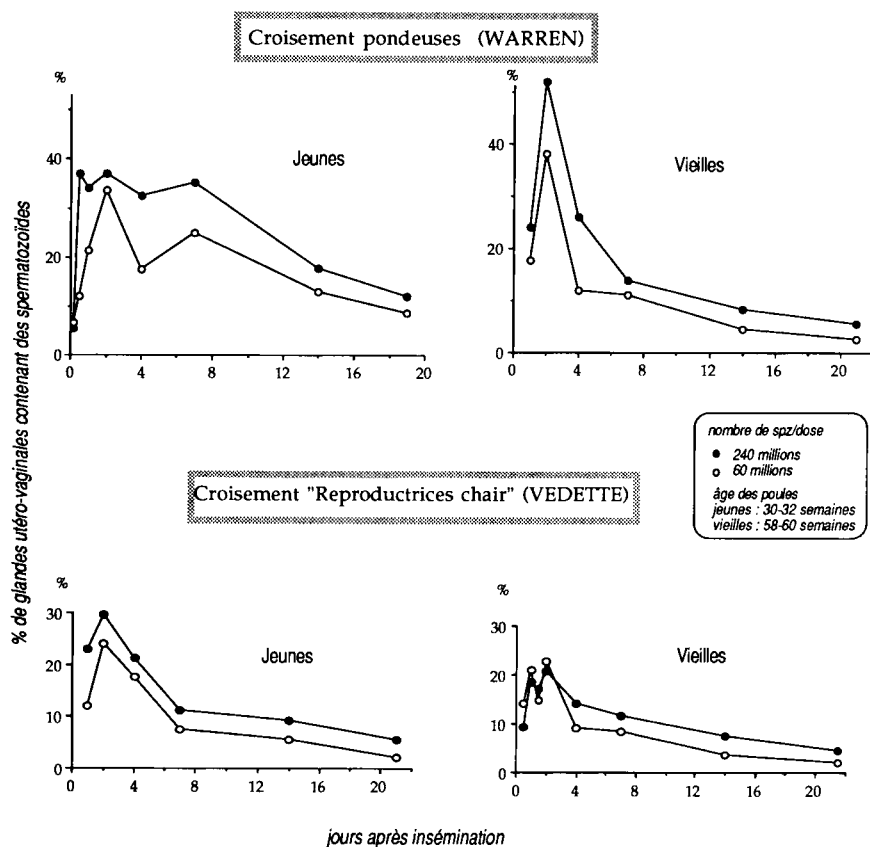 Croisement pondeuses (WARREN)
% de glandes utéro-vaginales contenant des spermatozoïdes
%
Jeunes
40
20
0
0 4 8 12 16 20
%
Vieilles
40
20
0
0 4 8 12 16 20
nombre de spz/dose
240 millions
60 millions
âge des poules
jeunes : 30-32 semaines
vieilles : 58-60 semaines
Croisement "Reproductrices chair" (VEDETTE)
%
Jeunes
30
20
10
0
0 4 8 12 16 20
%
Vieilles
30
20
10
0
0 4 8 12 16 20
jours après insémination